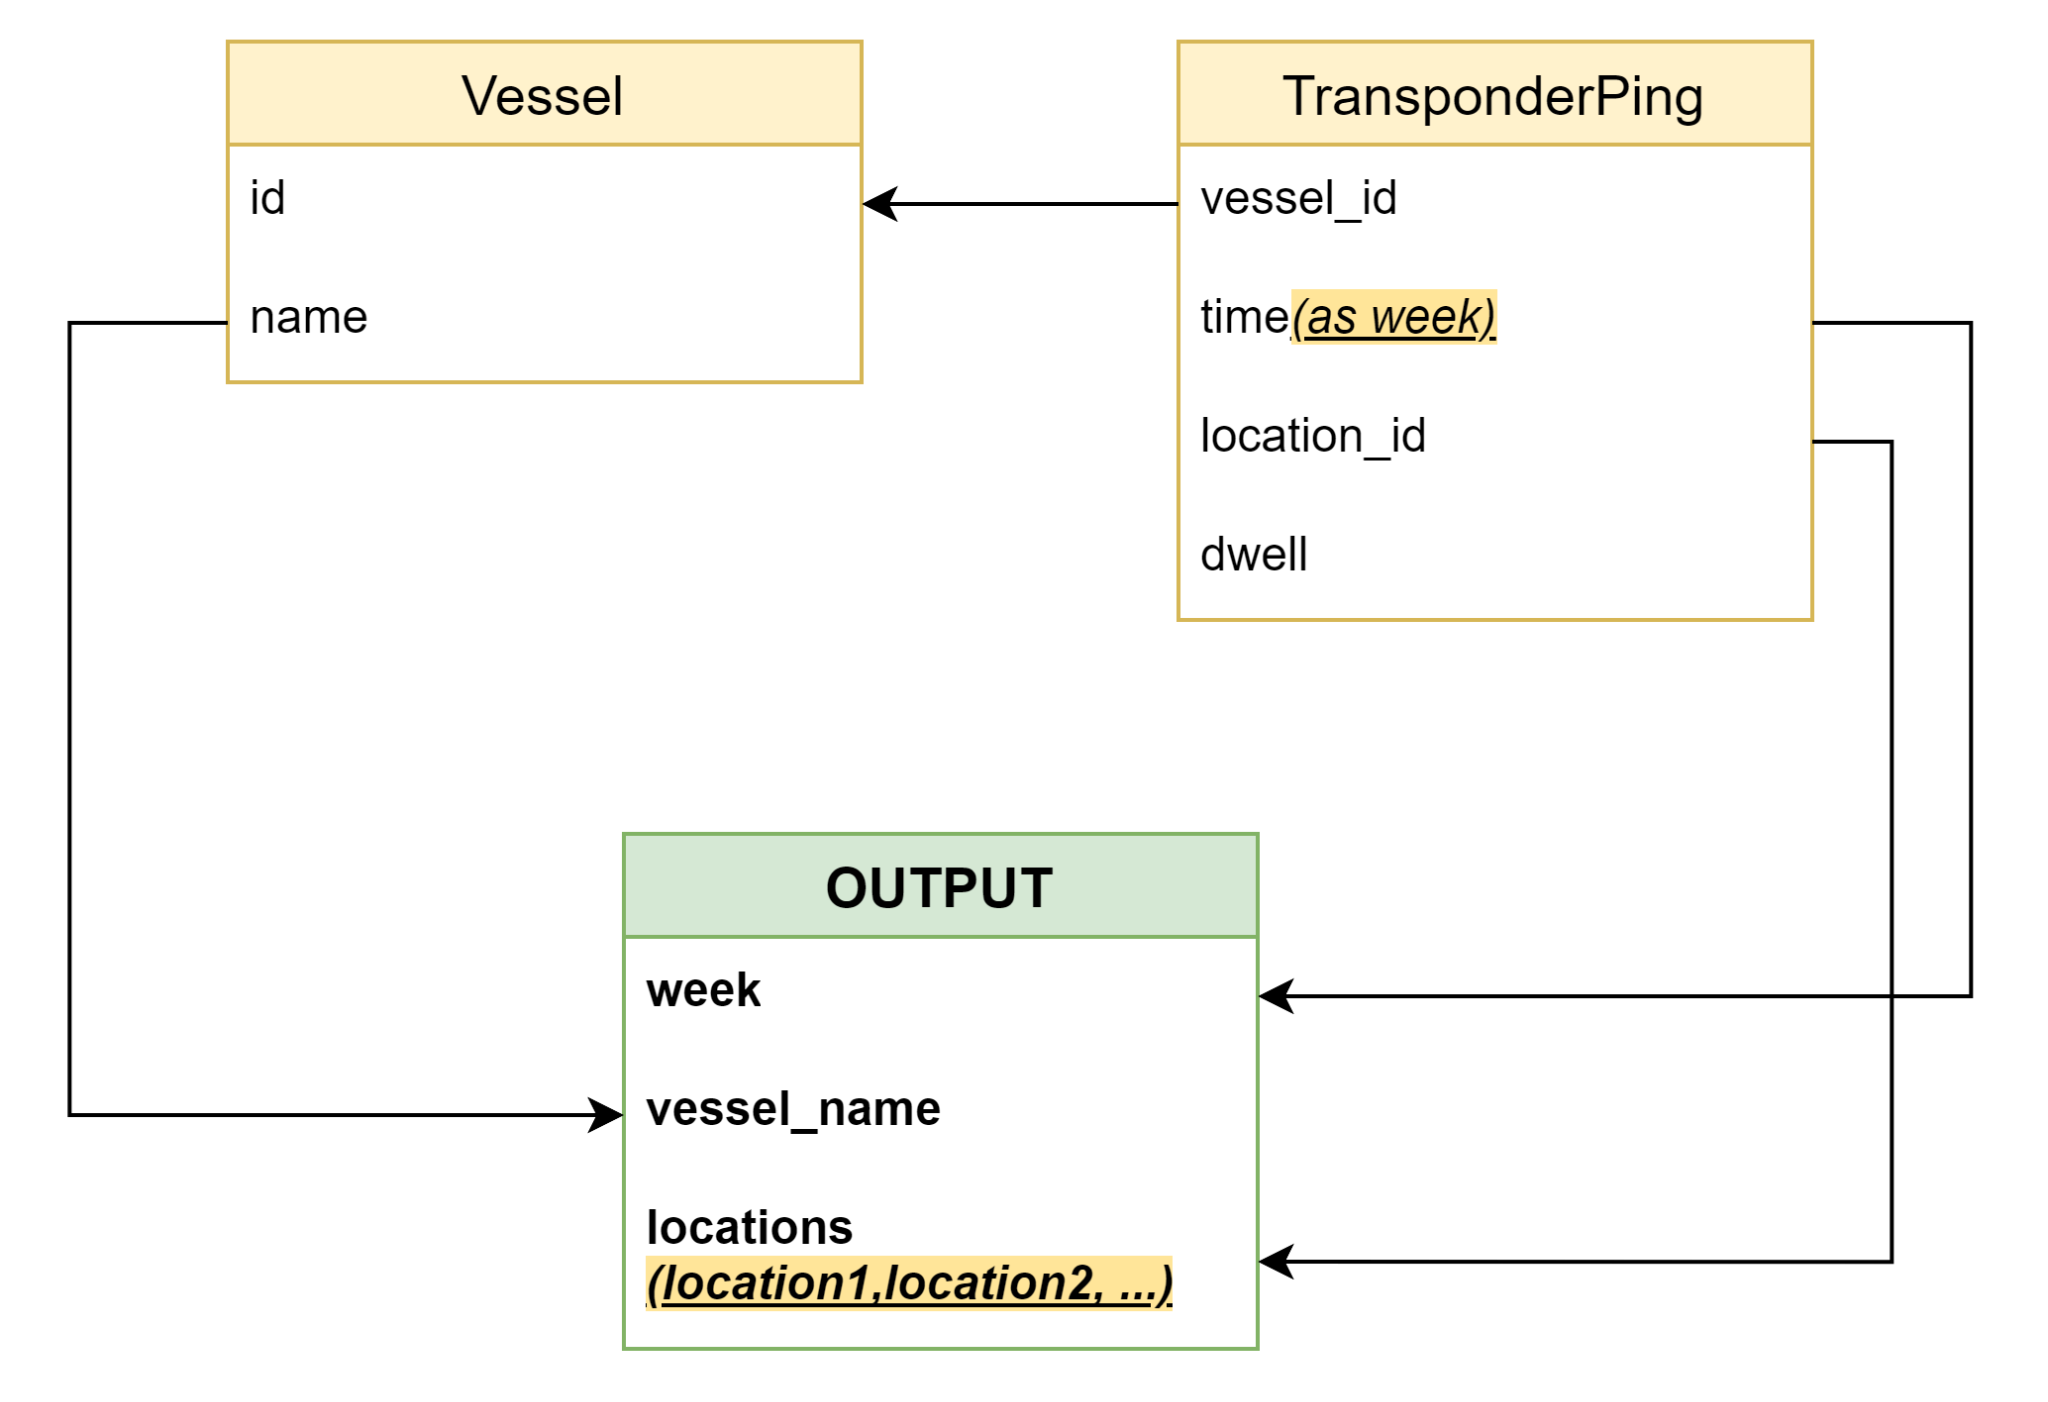 Vessel
id
name
TransponderPing
vessel_id
time(as week)
location_id
dwell
OUTPUT
week
vessel_name
locations
(location1,location2, ...)